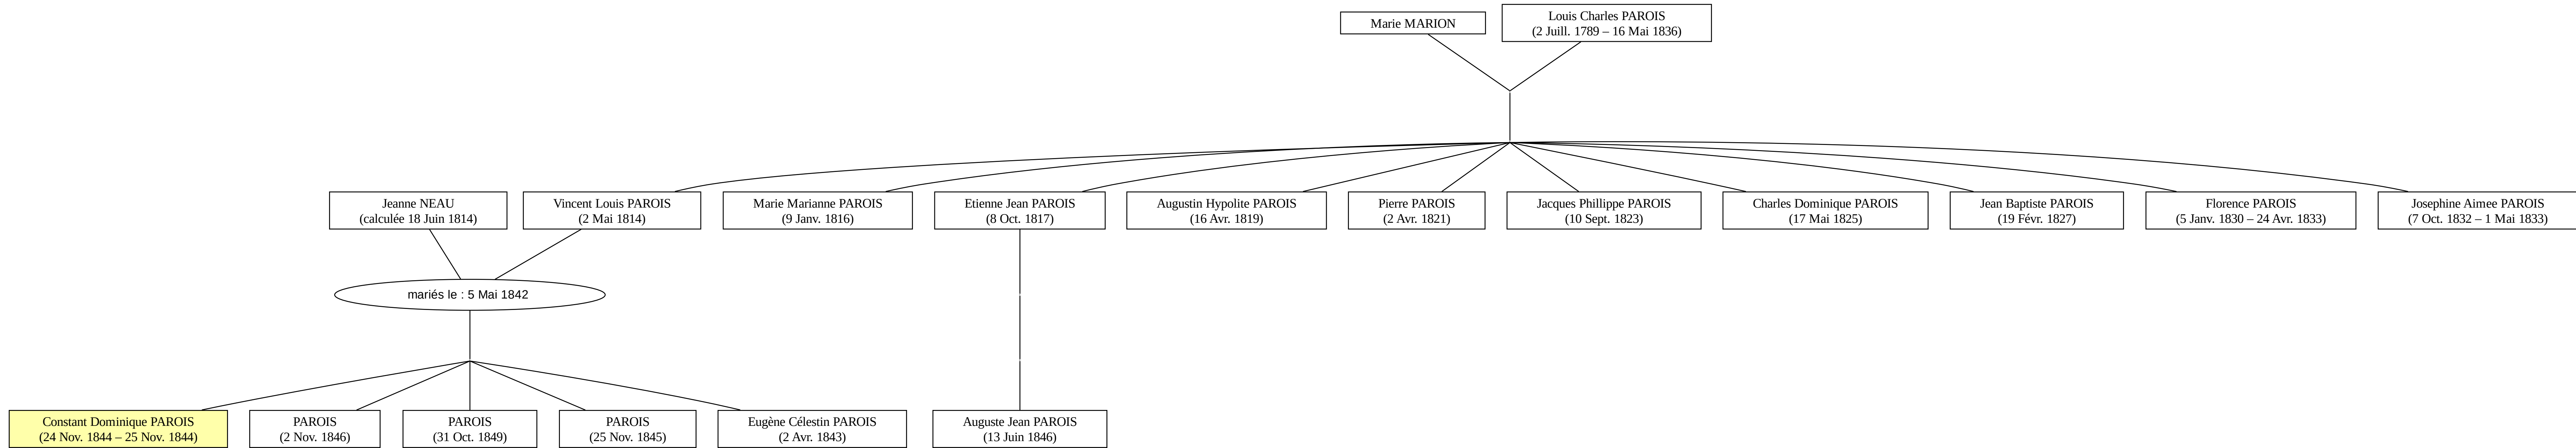 Marie MARION
Louis Charles PAROIS
(2 Juill. 1789 – 16 Mai 1836)
Jeanne NEAU
(calculée 18 Juin 1814)
Vincent Louis PAROIS
(2 Mai 1814)
Marie Marianne PAROIS
(9 Janv. 1816)
Etienne Jean PAROIS
(8 Oct. 1817)
Augustin Hypolite PAROIS
(16 Avr. 1819)
Pierre PAROIS
(2 Avr. 1821)
Jacques Phillippe PAROIS
(10 Sept. 1823)
Charles Dominique PAROIS
(17 Mai 1825)
Jean Baptiste PAROIS
(19 Févr. 1827)
Florence PAROIS
(5 Janv. 1830 – 24 Avr. 1833)
Josephine Aimee PAROIS
(7 Oct. 1832 – 1 Mai 1833)
mariés le : 5 Mai 1842
Constant Dominique PAROIS
(24 Nov. 1844 – 25 Nov. 1844)
PAROIS
(2 Nov. 1846)
PAROIS
(31 Oct. 1849)
PAROIS
(25 Nov. 1845)
Eugène Célestin PAROIS
(2 Avr. 1843)
Auguste Jean PAROIS
(13 Juin 1846)